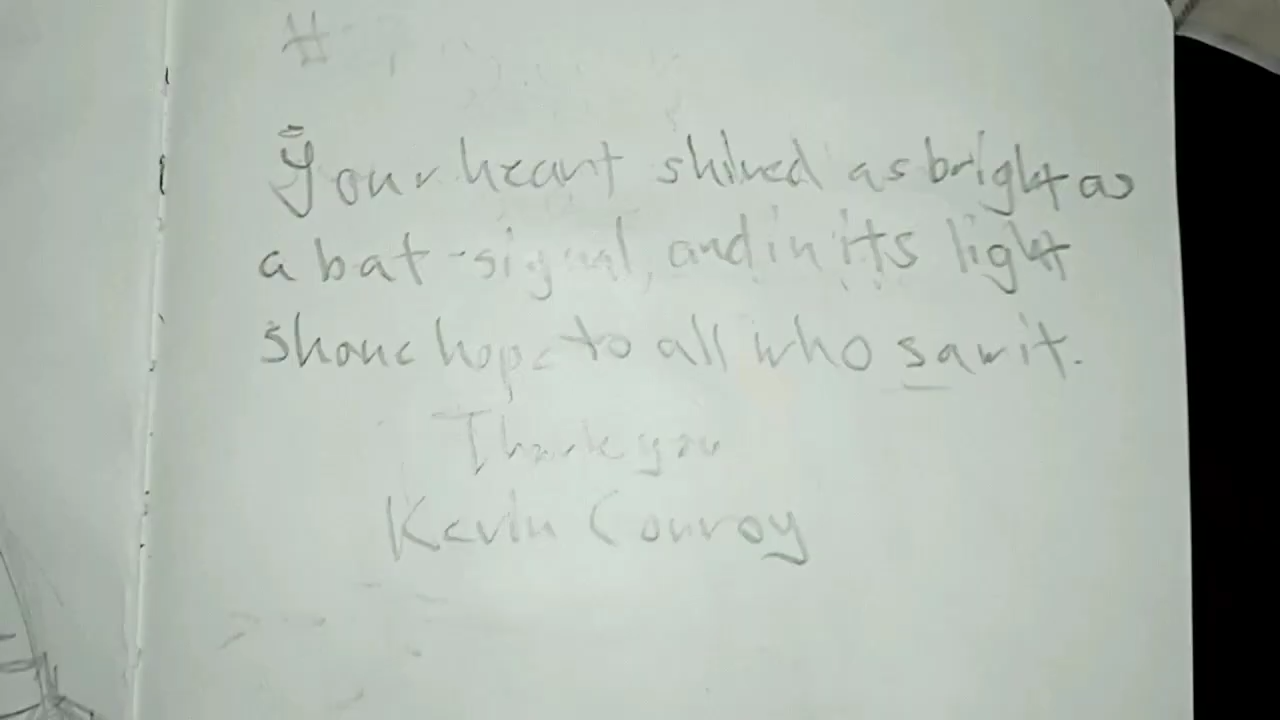 #
Your heart shined as bright as
a bat-signal, and in its light
shone hope to all who saw it.
Thank you
Kevin Conroy